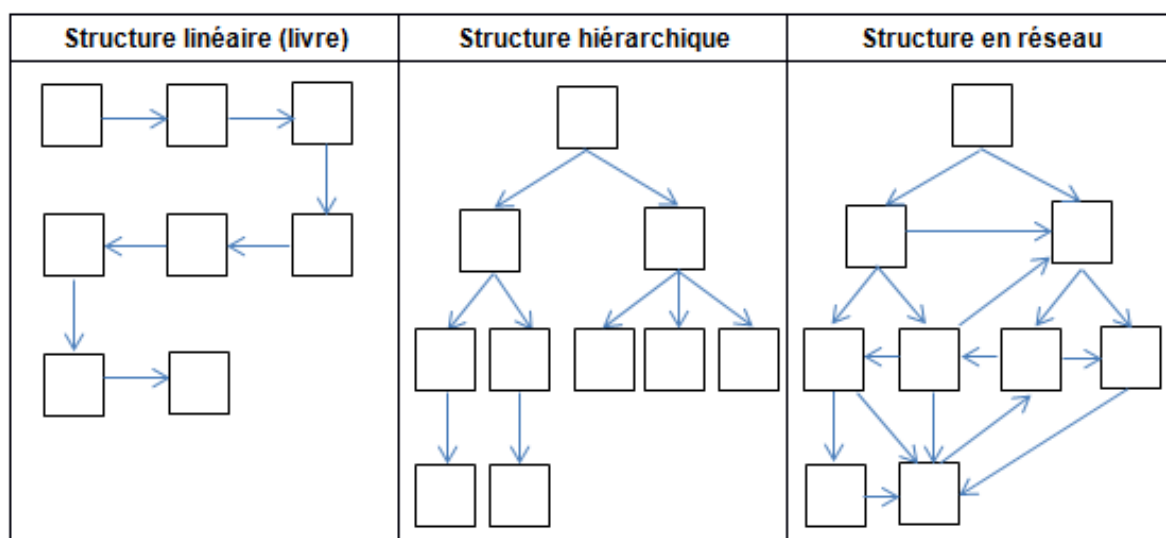 Structure linéaire (livre)
Structure hiérarchique
Structure en réseau